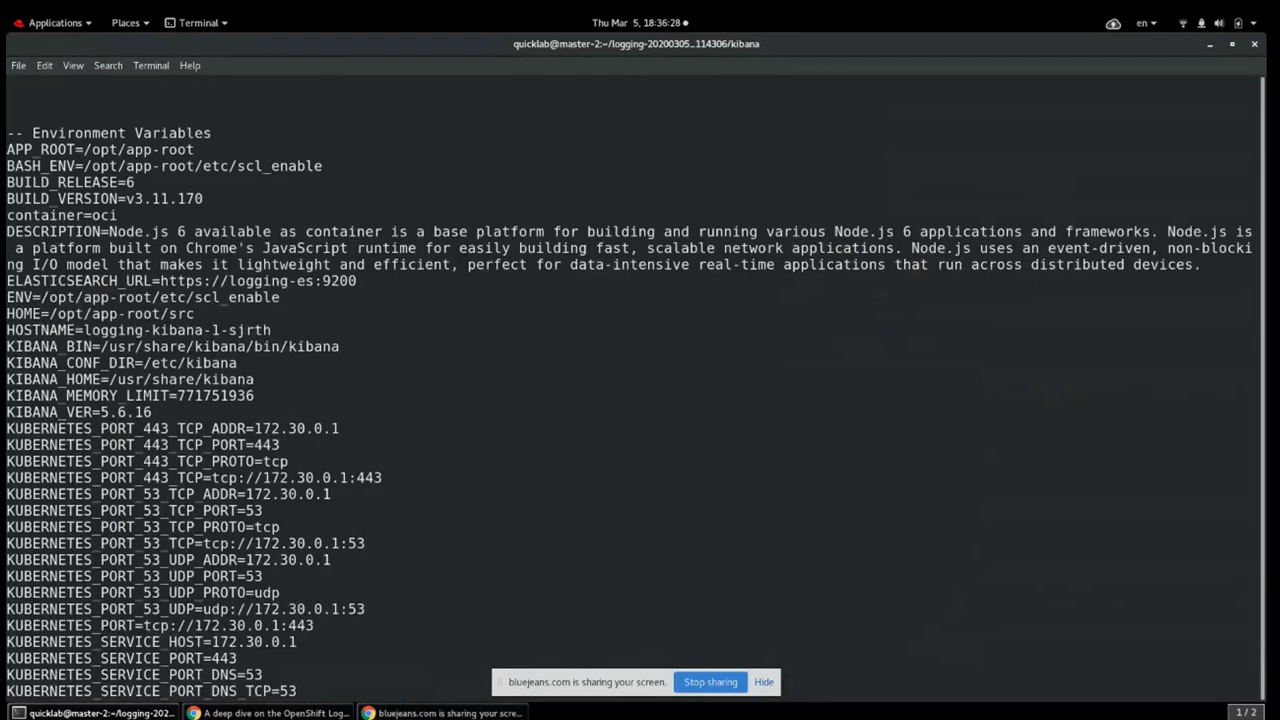 Applications Places Terminal Thu Mar 5, 18:36:28 en
quicklab@master-2:~/logging-20200305_114306/kibana
File Edit View Search Terminal Help
-- Environment Variables
APP_ROOT=/opt/app-root
BASH_ENV=/opt/app-root/etc/scl_enable
BUILD_RELEASE=6
BUILD_VERSION=v3.11.170
container=oci
DESCRIPTION=Node.js 6 available as container is a base platform for building and running various Node.js 6 applications and frameworks. Node.js is
a platform built on Chrome's JavaScript runtime for easily building fast, scalable network applications. Node.js uses an event-driven, non-blocki
ng I/O model that makes it lightweight and efficient, perfect for data-intensive real-time applications that run across distributed devices.
ELASTICSEARCH_URL=https://logging-es:9200
ENV=/opt/app-root/etc/scl_enable
HOME=/opt/app-root/src
HOSTNAME=logging-kibana-1-sjrth
KIBANA_BIN=/usr/share/kibana/bin/kibana
KIBANA_CONF_DIR=/etc/kibana
KIBANA_HOME=/usr/share/kibana
KIBANA_MEMORY_LIMIT=771751936
KIBANA_VER=5.6.16
KUBERNETES_PORT_443_TCP_ADDR=172.30.0.1
KUBERNETES_PORT_443_TCP_PORT=443
KUBERNETES_PORT_443_TCP_PROTO=tcp
KUBERNETES_PORT_443_TCP=tcp://172.30.0.1:443
KUBERNETES_PORT_53_TCP_ADDR=172.30.0.1
KUBERNETES_PORT_53_TCP_PORT=53
KUBERNETES_PORT_53_TCP_PROTO=tcp
KUBERNETES_PORT_53_TCP=tcp://172.30.0.1:53
KUBERNETES_PORT_53_UDP_ADDR=172.30.0.1
KUBERNETES_PORT_53_UDP_PORT=53
KUBERNETES_PORT_53_UDP_PROTO=udp
KUBERNETES_PORT_53_UDP=udp://172.30.0.1:53
KUBERNETES_PORT=tcp://172.30.0.1:443
KUBERNETES_SERVICE_HOST=172.30.0.1
KUBERNETES_SERVICE_PORT=443
KUBERNETES_SERVICE_PORT_DNS=53
KUBERNETES_SERVICE_PORT_DNS_TCP=53
bluejeans.com is sharing your screen. Stop sharing Hide
quicklab@master-2:~/logging-202... A deep dive on the OpenShift Log... bluejeans.com is sharing your scre... 1 / 2